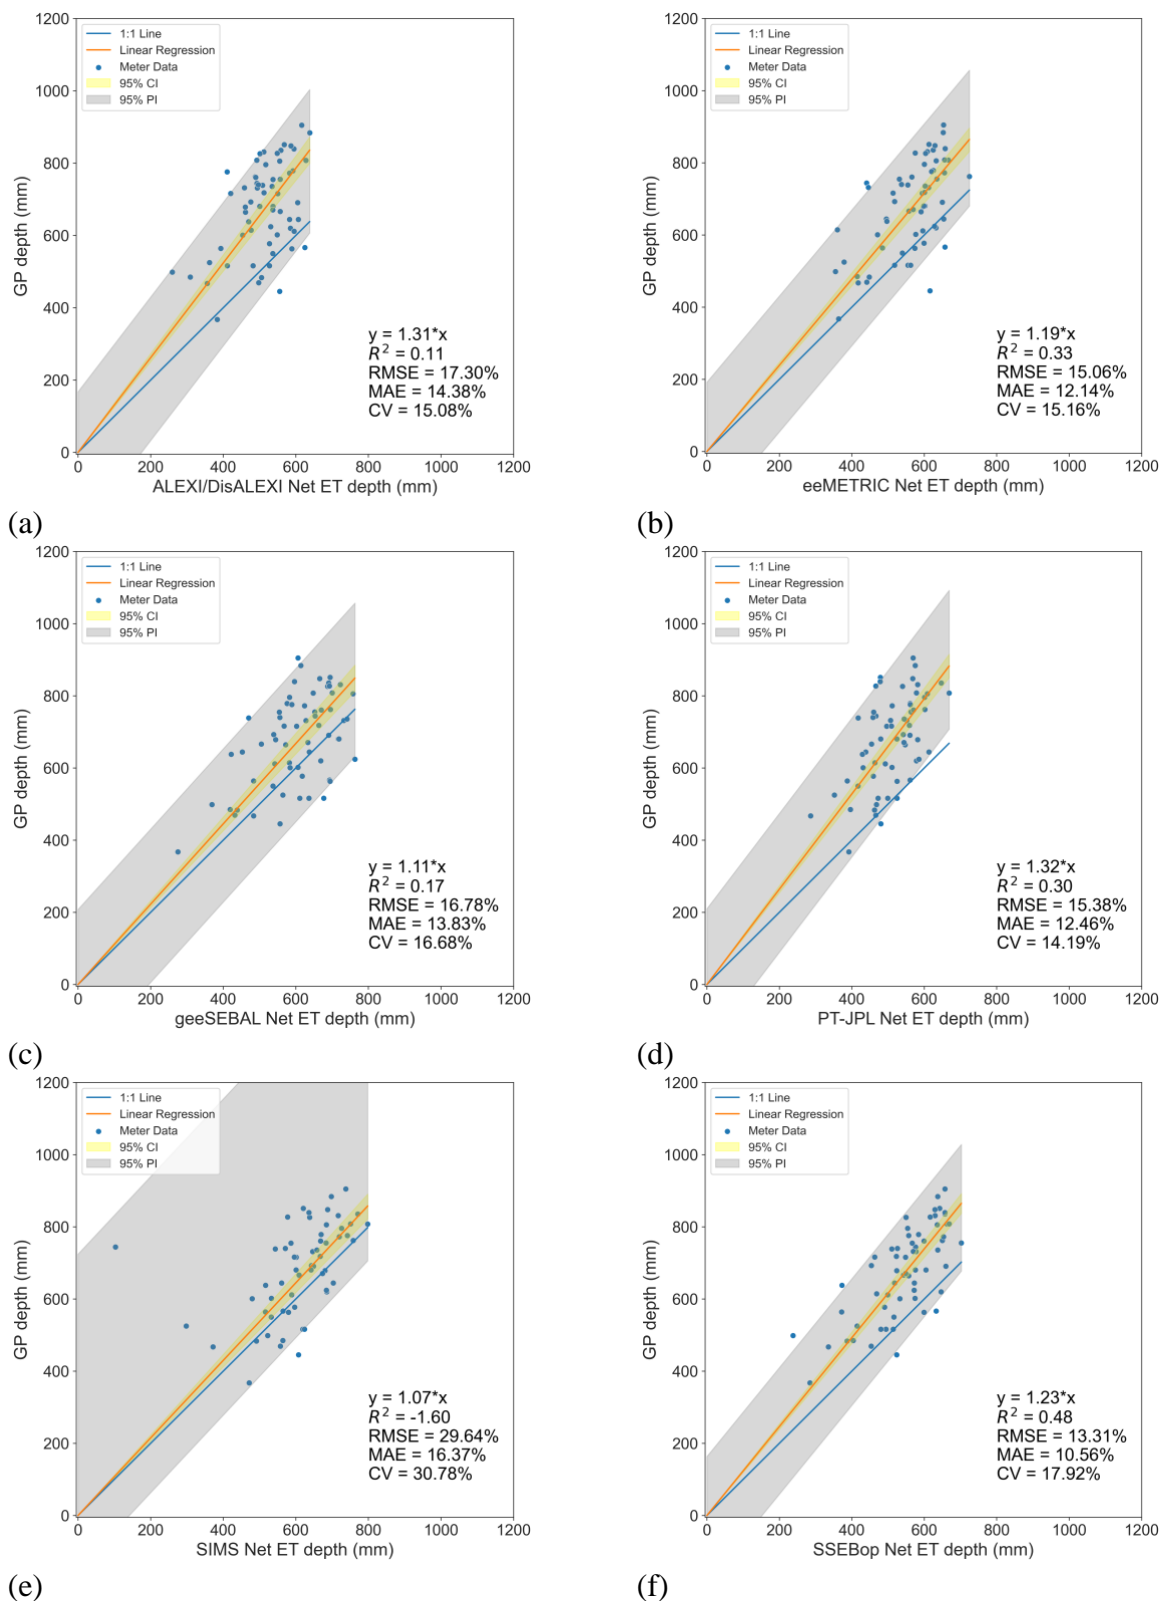 1200
1000
800
600
400
200
0
GP depth (mm)
1:1 Line
Linear Regression
Meter Data
95% CI
95% PI
y = 1.31*x
R² = 0.11
RMSE = 17.30%
MAE = 14.38%
CV = 15.08%
0 200 400 600 800 1000 1200
ALEXI/DisALEXI Net ET depth (mm)
(a)
1200
1000
800
600
400
200
0
GP depth (mm)
1:1 Line
Linear Regression
Meter Data
95% CI
95% PI
y = 1.19*x
R² = 0.33
RMSE = 15.06%
MAE = 12.14%
CV = 15.16%
0 200 400 600 800 1000 1200
eeMETRIC Net ET depth (mm)
(b)
1200
1000
800
600
400
200
0
GP depth (mm)
1:1 Line
Linear Regression
Meter Data
95% CI
95% PI
y = 1.11*x
R² = 0.17
RMSE = 16.78%
MAE = 13.83%
CV = 16.68%
0 200 400 600 800 1000 1200
geeSEBAL Net ET depth (mm)
(c)
1200
1000
800
600
400
200
0
GP depth (mm)
1:1 Line
Linear Regression
Meter Data
95% CI
95% PI
y = 1.32*x
R² = 0.30
RMSE = 15.38%
MAE = 12.46%
CV = 14.19%
0 200 400 600 800 1000 1200
PT-JPL Net ET depth (mm)
(d)
1200
1000
800
600
400
200
0
GP depth (mm)
1:1 Line
Linear Regression
Meter Data
95% CI
95% PI
y = 1.07*x
R² = -1.60
RMSE = 29.64%
MAE = 16.37%
CV = 30.78%
0 200 400 600 800 1000 1200
SIMS Net ET depth (mm)
(e)
1200
1000
800
600
400
200
0
GP depth (mm)
1:1 Line
Linear Regression
Meter Data
95% CI
95% PI
y = 1.23*x
R² = 0.48
RMSE = 13.31%
MAE = 10.56%
CV = 17.92%
0 200 400 600 800 1000 1200
SSEBop Net ET depth (mm)
(f)